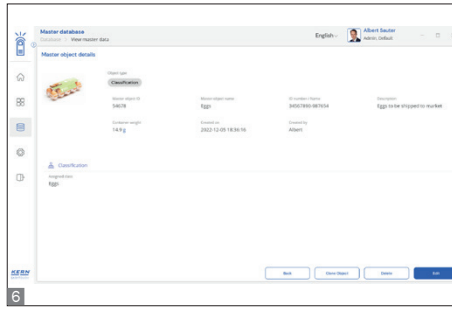 Master database
Database / View master data
English
Albert Sauter
Admin, Default
Master object details
Object type
Classification
Master object ID
Master object name
ID number / Name
Description
54678
Eggs
34567890-987654
Eggs to be shipped to market
Container weight
Created on
Created by
14.9 g
2022-12-05 18:36:16
Albert
Classification
Assigned class
Eggs
Back
Clone Object
Delete
Edit
KERN
6